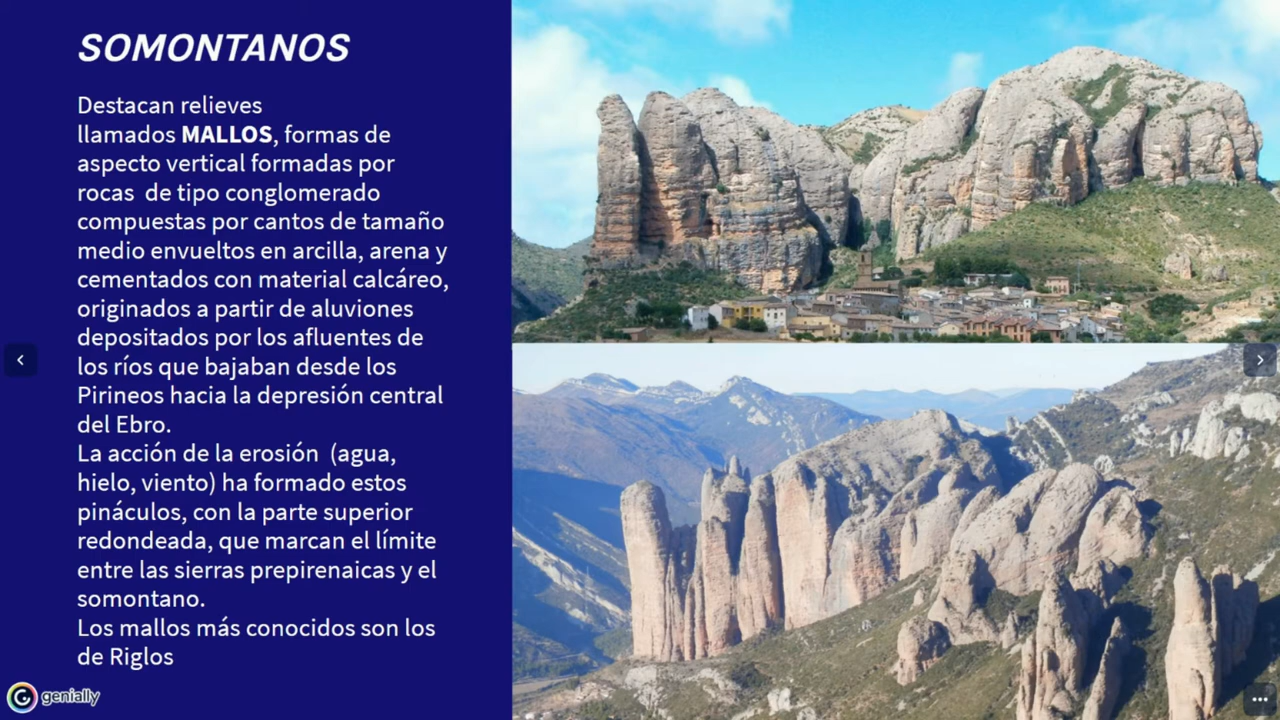 SOMONTANOS
Destacan relieves
llamados MALLOS, formas de
aspecto vertical formadas por
rocas de tipo conglomerado
compuestas por cantos de tamaño
medio envueltos en arcilla, arena y
cementados con material calcáreo,
originados a partir de aluviones
depositados por los afluentes de
los ríos que bajaban desde los
Pirineos hacia la depresión central
del Ebro.
La acción de la erosión (agua,
hielo, viento) ha formado estos
pináculos, con la parte superior
redondeada, que marcan el límite
entre las sierras prepirenaicas y el
somontano.
Los mallos más conocidos son los
de Riglos
genially